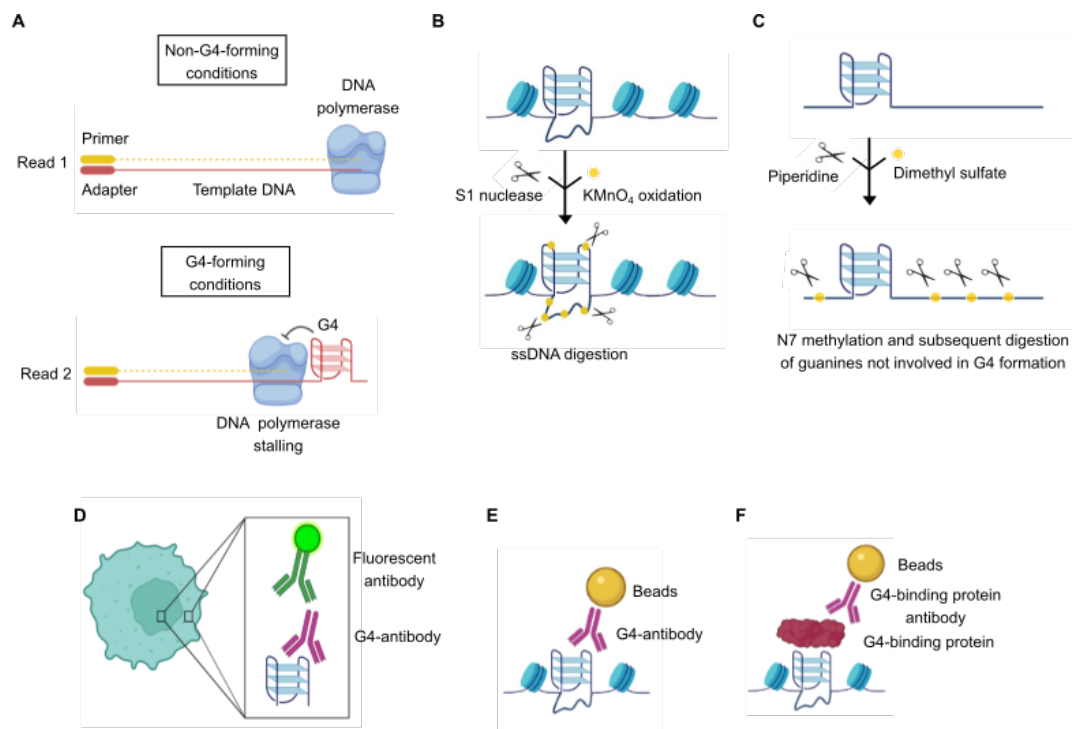 A
Non-G4-forming
conditions
DNA
polymerase
Primer
Read 1
Adapter
Template DNA
G4-forming
conditions
G4
Read 2
DNA polymerase
stalling
B
S1 nuclease
KMnO4 oxidation
ssDNA digestion
C
Piperidine
Dimethyl sulfate
N7 methylation and subsequent digestion
of guanines not involved in G4 formation
D
Fluorescent
antibody
G4-antibody
E
Beads
G4-antibody
F
Beads
G4-binding protein
antibody
G4-binding protein